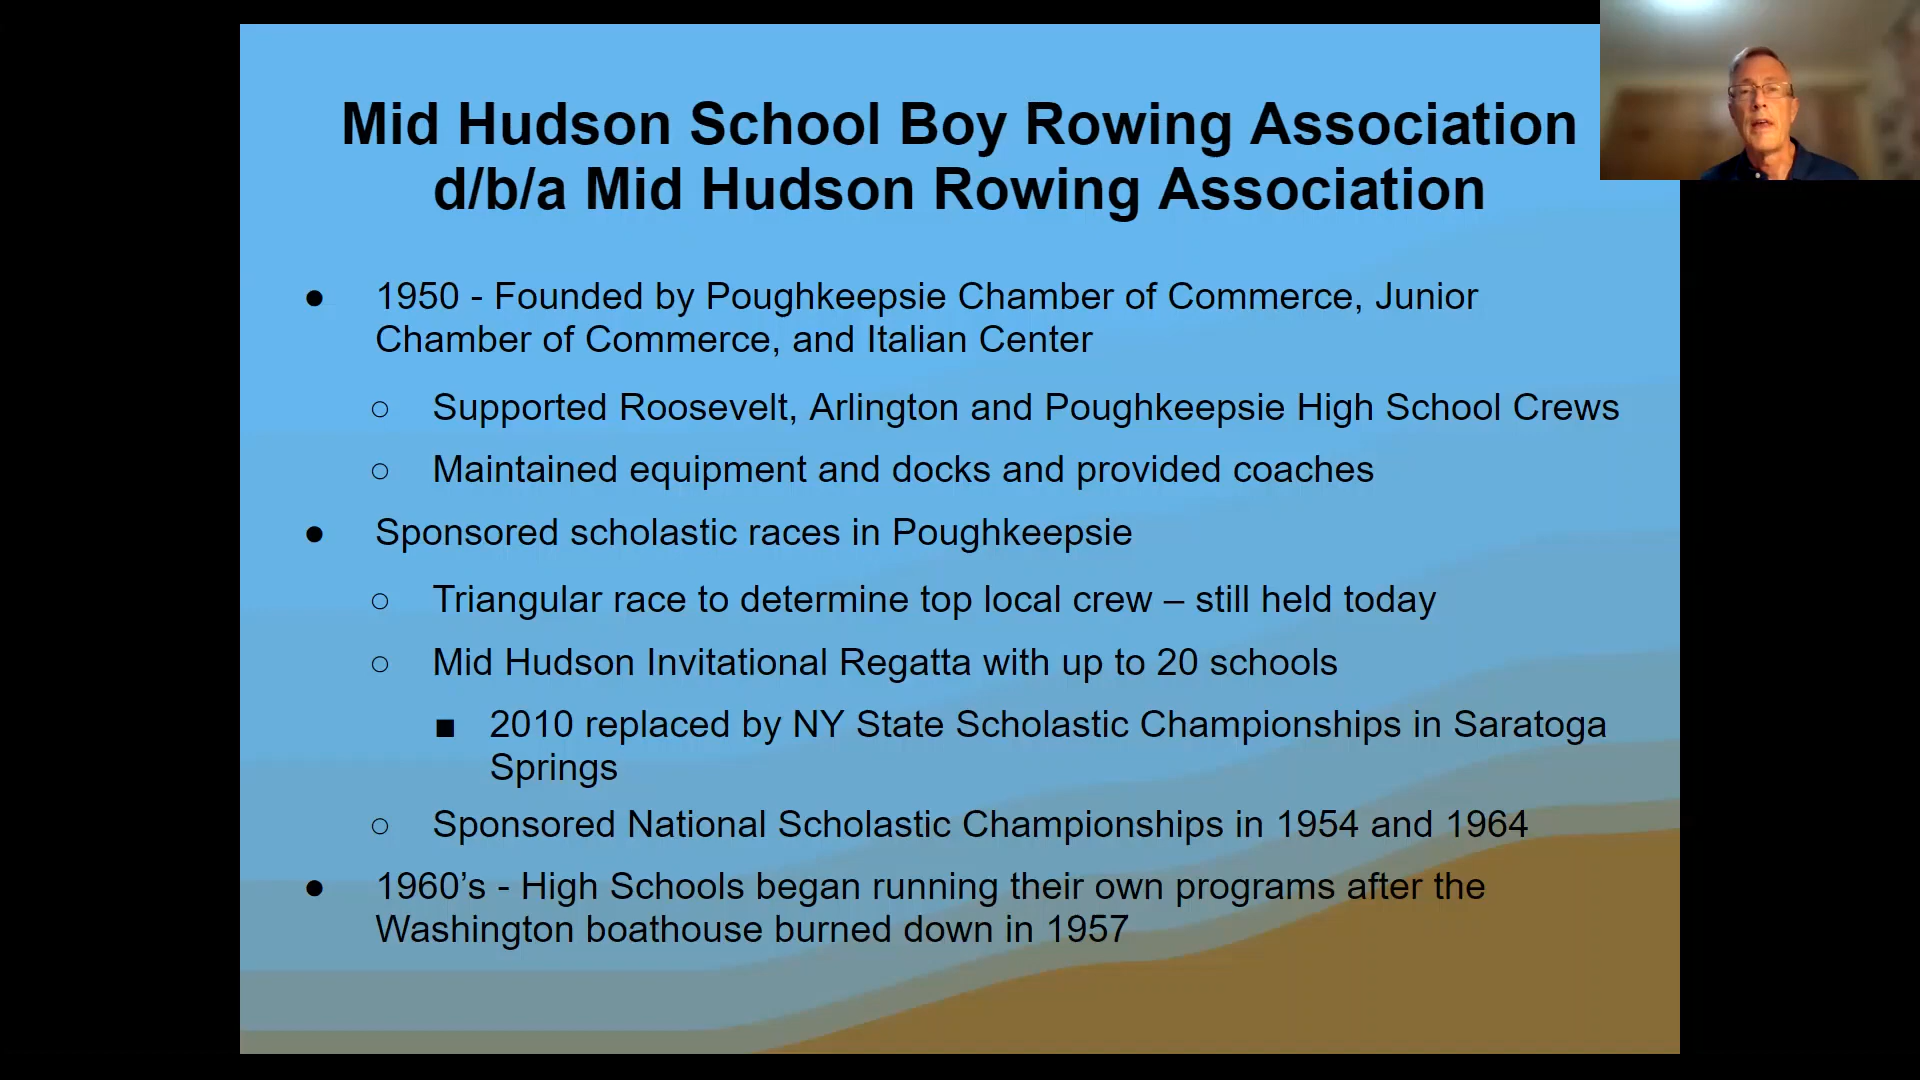 Mid Hudson School Boy Rowing Association
d/b/a Mid Hudson Rowing Association
● 1950 - Founded by Poughkeepsie Chamber of Commerce, Junior
Chamber of Commerce, and Italian Center
○ Supported Roosevelt, Arlington and Poughkeepsie High School Crews
○ Maintained equipment and docks and provided coaches
● Sponsored scholastic races in Poughkeepsie
○ Triangular race to determine top local crew – still held today
○ Mid Hudson Invitational Regatta with up to 20 schools
■ 2010 replaced by NY State Scholastic Championships in Saratoga
Springs
○ Sponsored National Scholastic Championships in 1954 and 1964
● 1960’s - High Schools began running their own programs after the
Washington boathouse burned down in 1957